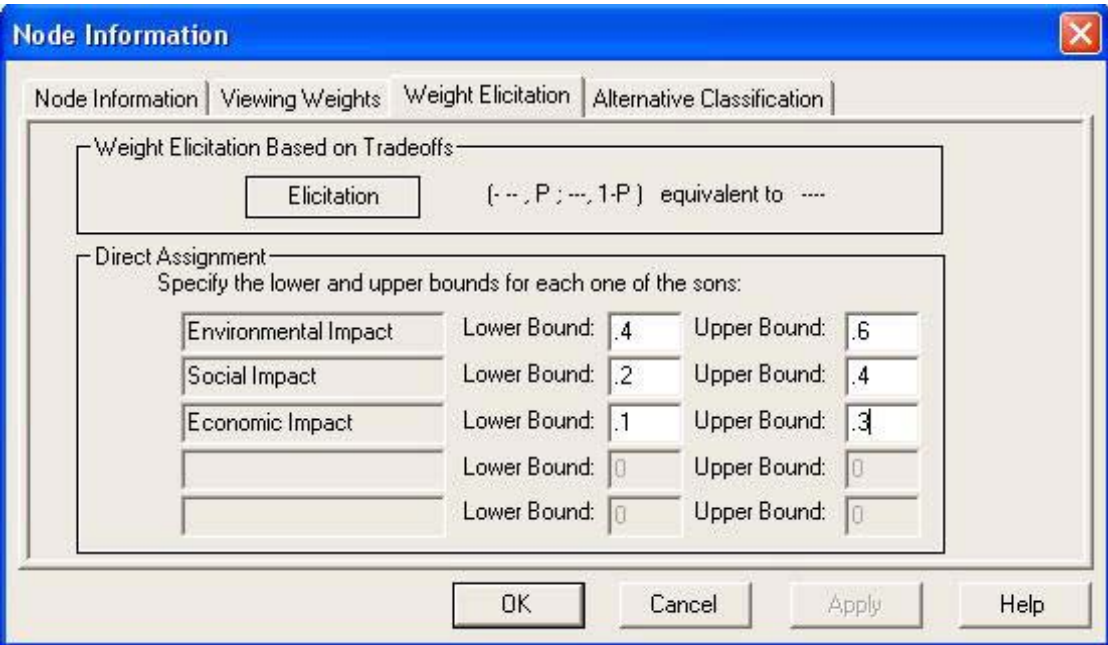 Node Information
Node Information Viewing Weights Weight Elicitation Alternative Classification
Weight Elicitation Based on Tradeoffs
Elicitation (- -- , P ; ---, 1-P ) equivalent to ----
Direct Assignment
Specify the lower and upper bounds for each one of the sons:
Environmental Impact Lower Bound: .4 Upper Bound: .6
Social Impact Lower Bound: .2 Upper Bound: .4
Economic Impact Lower Bound: .1 Upper Bound: .3
Lower Bound: 0 Upper Bound: 0
Lower Bound: 0 Upper Bound: 0
OK Cancel Apply Help